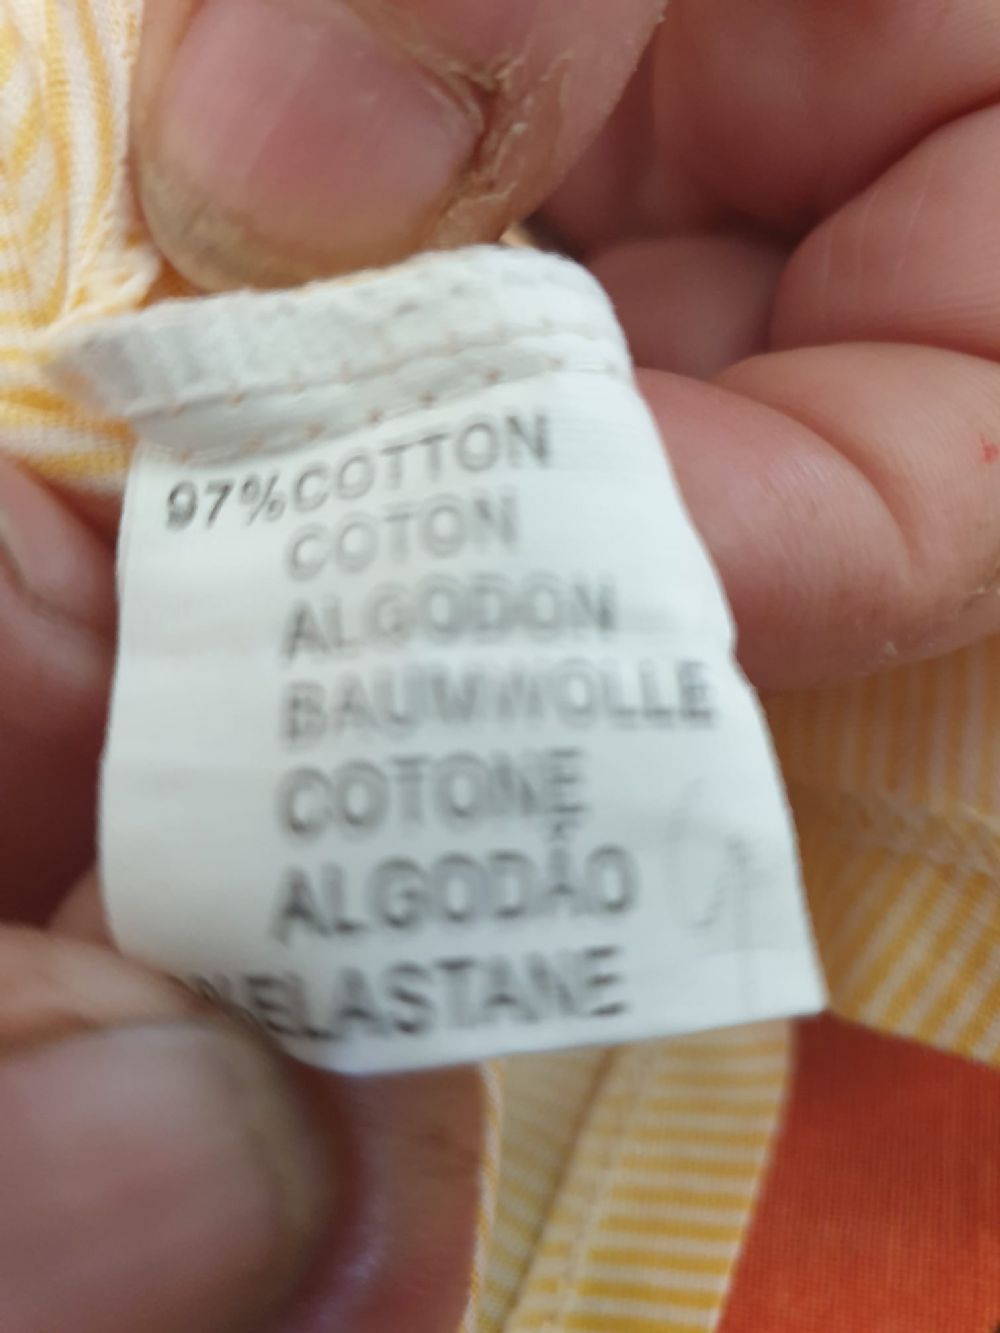 97%COTTON
COTON
ALGODON
BAUMWOLLE
COTONE
ALGODÃO
%ELASTANE